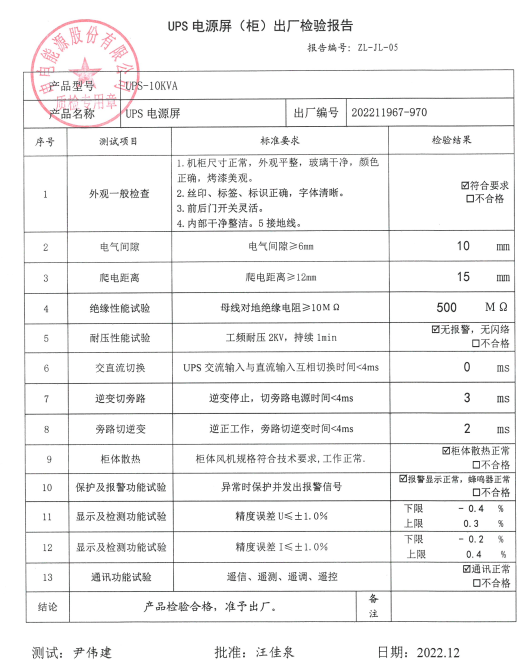 UPS 电源屏（柜）出厂检验报告
报告编号: ZL-JL-05
中电能源股份有限公司
质检专用章
产品型号 UPS-10KVA
产品名称 UPS 电源屏 出厂编号 202211967-970
序号 测试项目 标准要求 检验结果
1 外观一般检查
1.机柜尺寸正常，外观平整，玻璃干净，颜色
正确，烤漆美观。
2.丝印、标签、标识正确，字体清晰。
3.前后门开关灵活。
4.内部干净整洁。5 接地线。
☑符合要求
☐不合格
2 电气间隙 电气间隙≥6mm 10 mm
3 爬电距离 爬电距离≥12mm 15 mm
4 绝缘性能试验 母线对地绝缘电阻≥10MΩ 500 MΩ
5 耐压性能试验 工频耐压 2KV, 持续 1min ☑无报警，无闪络
☐不合格
6 交直流切换 UPS 交流输入与直流输入互相切换时间<4ms 0 ms
7 逆变切旁路 逆变停止，切旁路电源时间<4ms 3 ms
8 旁路切逆变 逆正工作，旁路切逆变时间<4ms 2 ms
9 柜体散热 柜体风机规格符合技术要求,工作正常. ☑柜体散热正常
☐不合格
10 保护及报警功能试验 异常时保护并发出报警信号 ☑报警显示正常，蜂鸣器正常
☐不合格
11 显示及检测功能试验 精度误差 U≤±1.0% 下限 - 0.4 %
上限 0.3 %
12 显示及检测功能试验 精度误差 I≤±1.0% 下限 - 0.2 %
上限 0.4 %
13 通讯功能试验 遥信、遥测、遥调、遥控 ☑通讯正常
☐不合格
结论 产品检验合格，准予出厂。 备注
测试: 尹伟建 批准: 汪佳泉 日期: 2022.12